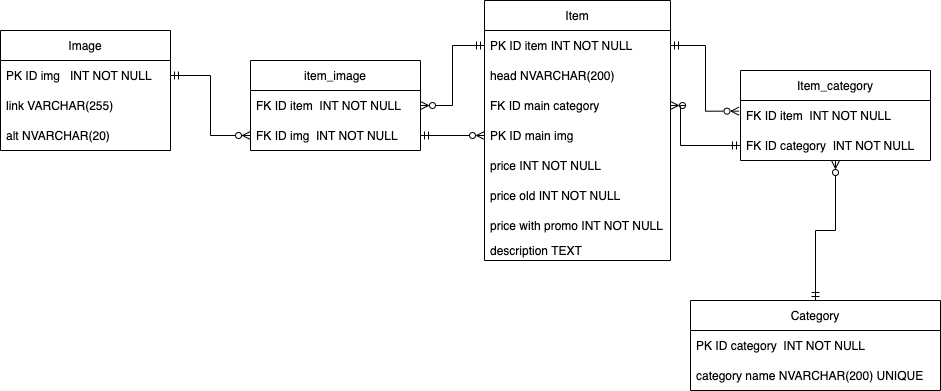 Image
PK ID img INT NOT NULL
link VARCHAR(255)
alt NVARCHAR(20)
item_image
FK ID item INT NOT NULL
FK ID img INT NOT NULL
Item
PK ID item INT NOT NULL
head NVARCHAR(200)
FK ID main category
PK ID main img
price INT NOT NULL
price old INT NOT NULL
price with promo INT NOT NULL
description TEXT
Item_category
FK ID item INT NOT NULL
FK ID category INT NOT NULL
Category
PK ID category INT NOT NULL
category name NVARCHAR(200) UNIQUE